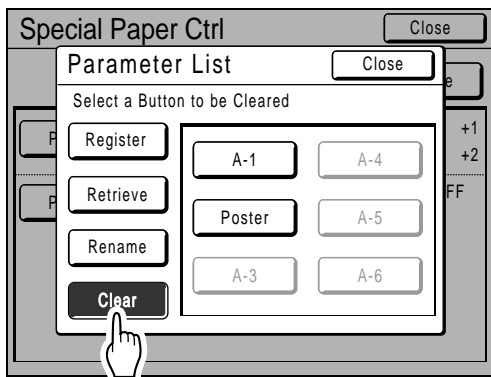 Special Paper Ctrl
Close
Parameter List
Close
e
Select a Button to be Cleared
P
Register
A-1
A-4
+1
+2
P
Retrieve
Poster
A-5
FF
Rename
A-3
A-6
Clear